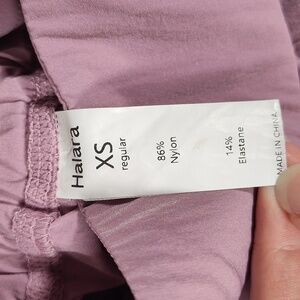 Halara
XS
regular
86%
Nylon
14%
Elastane
MADE IN CHINA